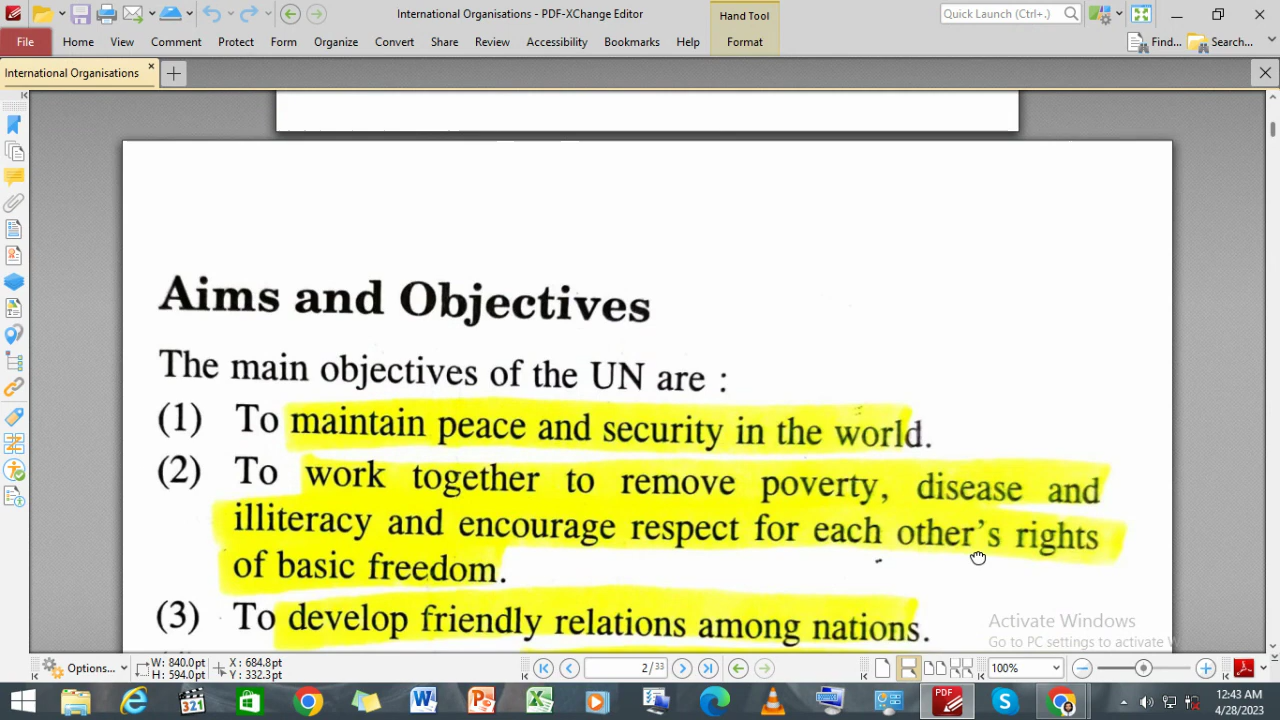 International Organisations - PDF-XChange Editor
Hand Tool
Quick Launch (Ctrl+.)
File Home View Comment Protect Form Organize Convert Share Review Accessibility Bookmarks Help Format
Find... Search...
International Organisations
Aims and Objectives
The main objectives of the UN are :
(1) To maintain peace and security in the world.
(2) To work together to remove poverty, disease and
illiteracy and encourage respect for each other's rights
of basic freedom.
(3) To develop friendly relations among nations.
Activate Windows
Go to PC settings to activate W
Options... W: 840.0pt X: 684.8pt 2/33 100%
H: 594.0pt Y: 332.3pt
321 PDF 12:43 AM
4/28/2023